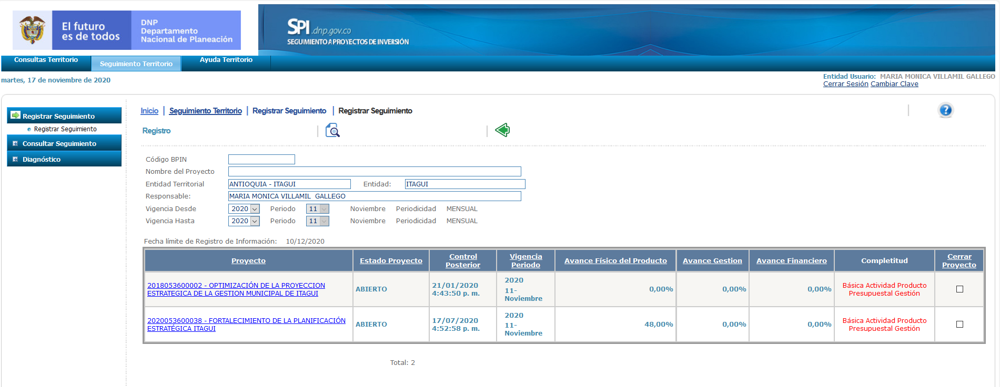 El futuro
es de todos
DNP
Departamento
Nacional de Planeación
SPI.dnp.gov.co
SEGUIMIENTO A PROYECTOS DE INVERSIÓN
Consultas Territorio
Seguimiento Territorio
Ayuda Territorio
martes, 17 de noviembre de 2020
Entidad Usuario: MARIA MONICA VILLAMIL GALLEGO
Cerrar Sesión Cambiar Clave
Registrar Seguimiento
Registrar Seguimiento
Consultar Seguimiento
Diagnóstico
Inicio | Seguimiento Territorio | Registrar Seguimiento | Registrar Seguimiento
Registro
Código BPIN
Nombre del Proyecto
Entidad Territorial ANTIOQUIA - ITAGUI Entidad: ITAGUI
Responsable: MARIA MONICA VILLAMIL GALLEGO
Vigencia Desde 2020 Periodo 11 Noviembre Periodicidad MENSUAL
Vigencia Hasta 2020 Periodo 11 Noviembre Periodicidad MENSUAL
Fecha límite de Registro de Información: 10/12/2020
Proyecto
Estado Proyecto
Control
Posterior
Vigencia
Periodo
Avance Físico del Producto
Avance Gestion
Avance Financiero
Completitud
Cerrar
Proyecto
2018053600002 - OPTIMIZACIÓN DE LA PROYECCION
ESTRATEGICA DE LA GESTION MUNICIPAL DE ITAGUI
ABIERTO
21/01/2020
4:43:50 p. m.
2020
11-
Noviembre
0,00%
0,00%
0,00%
Básica Actividad Producto
Presupuestal Gestión
2020053600038 - FORTALECIMIENTO DE LA PLANIFICACIÓN
ESTRATÉGICA ITAGUI
ABIERTO
17/07/2020
4:52:58 p. m.
2020
11-
Noviembre
48,00%
0,00%
0,00%
Básica Actividad Producto
Presupuestal Gestión
Total: 2